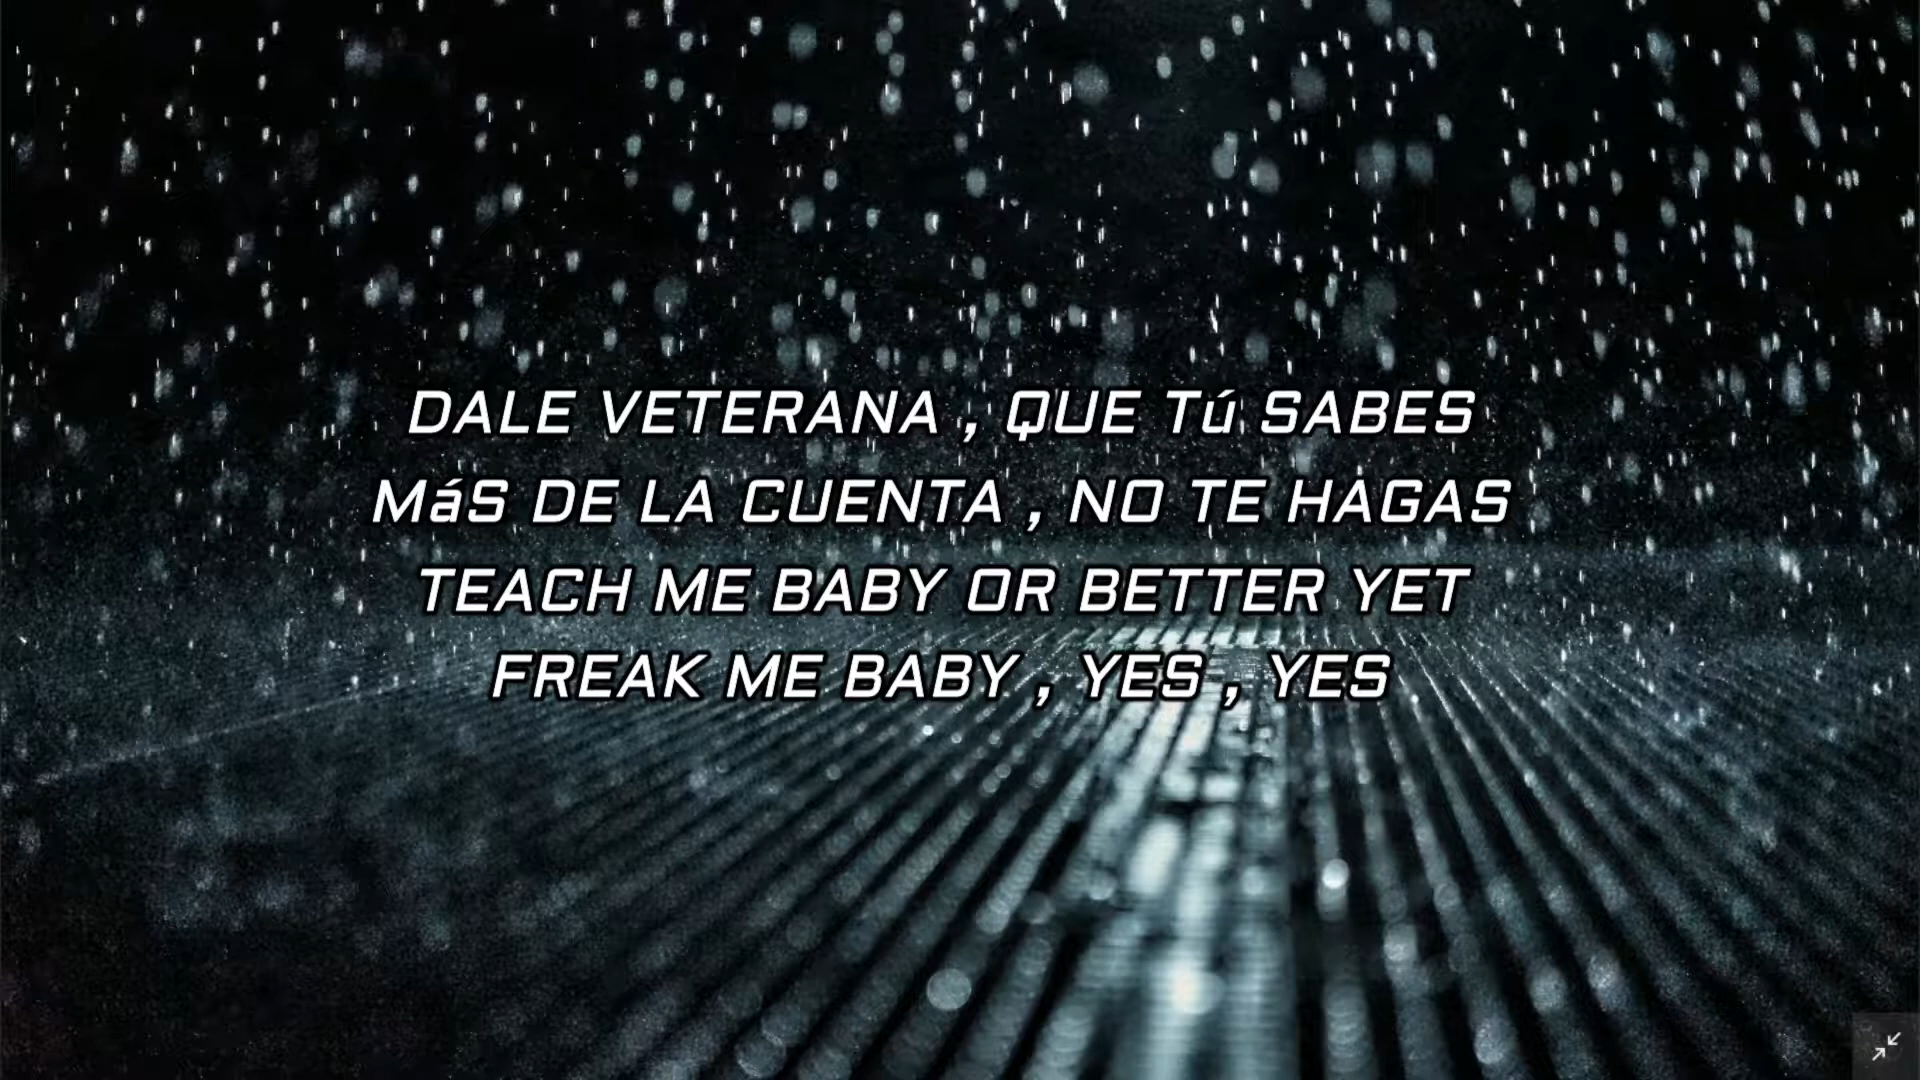 DALE VETERANA , QUE Tú SABES
MáS DE LA CUENTA , NO TE HAGAS
TEACH ME BABY OR BETTER YET
FREAK ME BABY , YES , YES